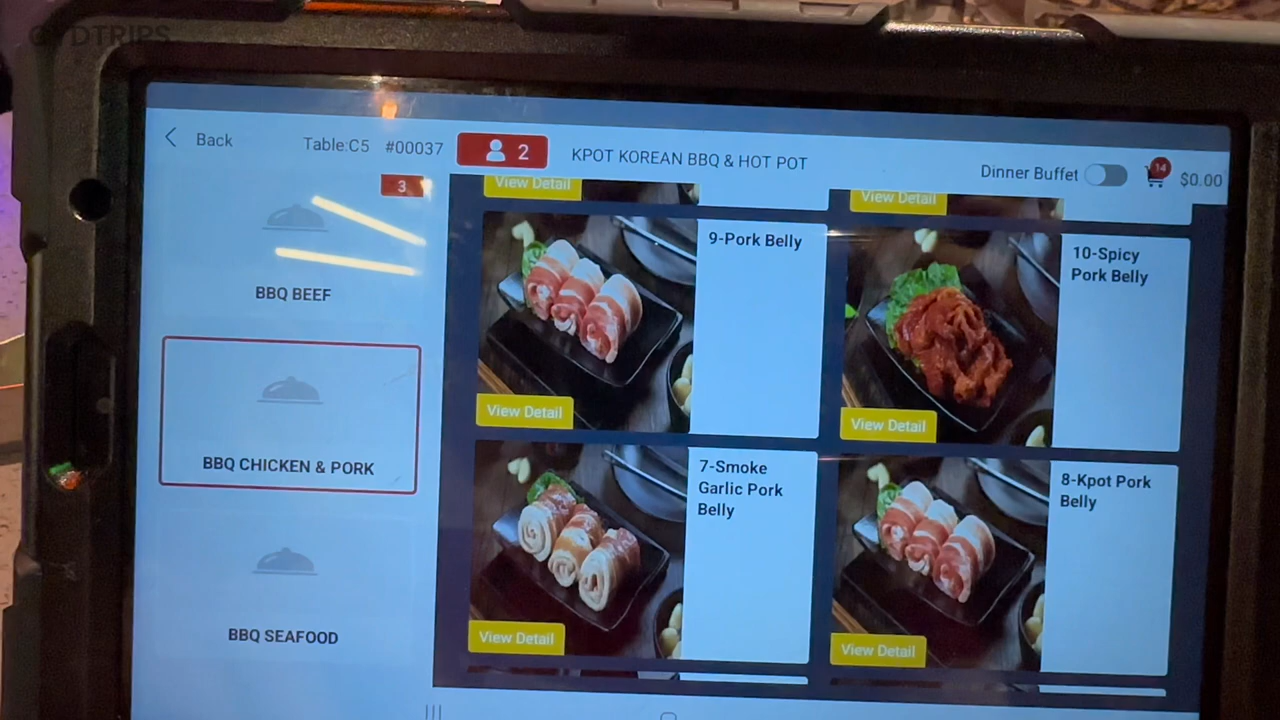 Back
Table:C5 #00037
2
KPOT KOREAN BBQ & HOT POT
Dinner Buffet
14
$0.00
3
BBQ BEEF
BBQ CHICKEN & PORK
BBQ SEAFOOD
View Detail
View Detail
9-Pork Belly
View Detail
10-Spicy
Pork Belly
View Detail
7-Smoke
Garlic Pork
Belly
View Detail
8-Kpot Pork
Belly
View Detail